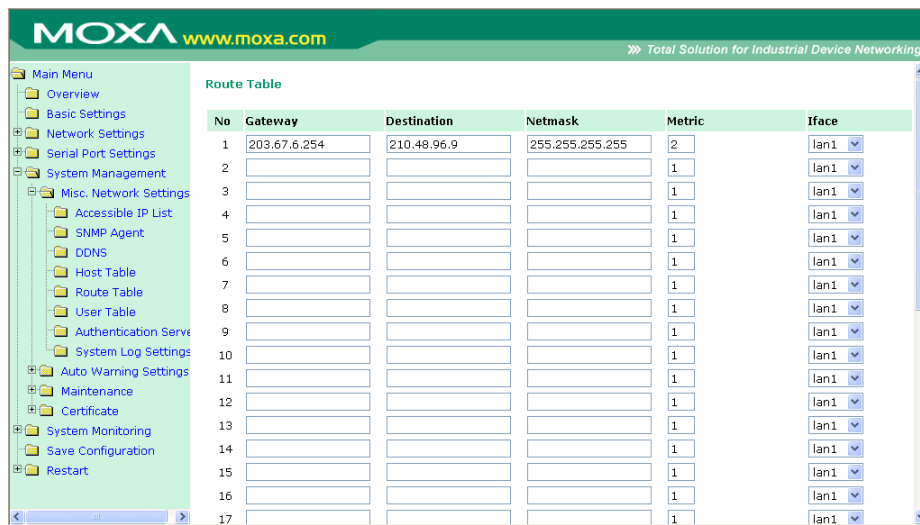 MOXA www.moxa.com
Total Solution for Industrial Device Networking
Main Menu
Overview
Basic Settings
Network Settings
Serial Port Settings
System Management
Misc. Network Settings
Accessible IP List
SNMP Agent
DDNS
Host Table
Route Table
User Table
Authentication Serve
System Log Settings
Auto Warning Settings
Maintenance
Certificate
System Monitoring
Save Configuration
Restart
Route Table
No Gateway Destination Netmask Metric Iface
1 203.67.6.254 210.48.96.9 255.255.255.255 2 lan1
2 1 lan1
3 1 lan1
4 1 lan1
5 1 lan1
6 1 lan1
7 1 lan1
8 1 lan1
9 1 lan1
10 1 lan1
11 1 lan1
12 1 lan1
13 1 lan1
14 1 lan1
15 1 lan1
16 1 lan1
17 1 lan1